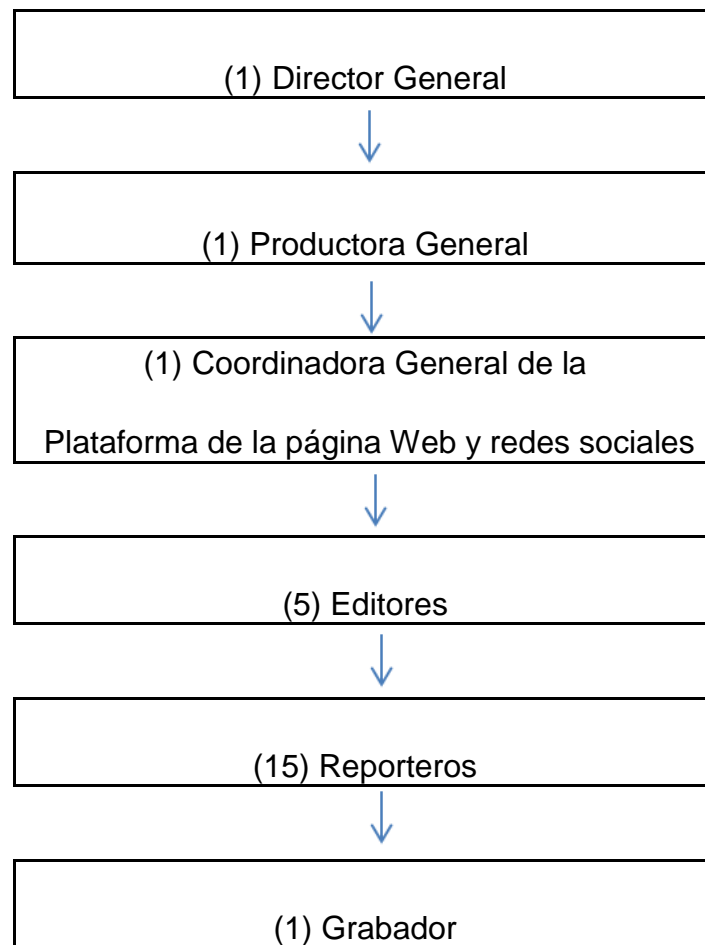 (1) Director General
(1) Productora General
(1) Coordinadora General de la
Plataforma de la página Web y redes sociales
(5) Editores
(15) Reporteros
(1) Grabador